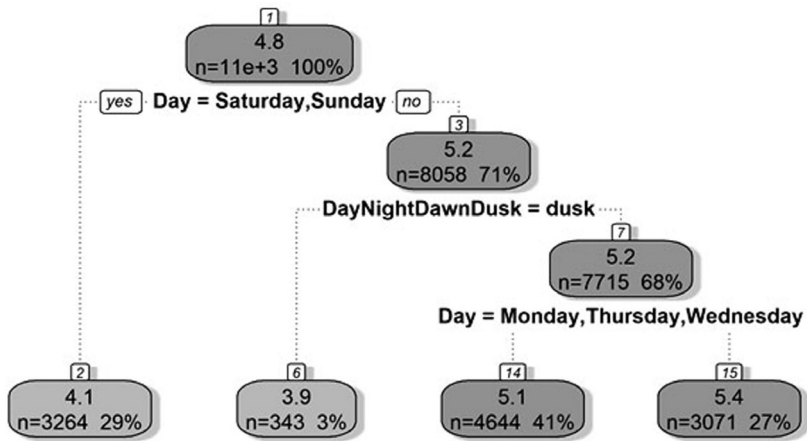 1
4.8
n=11e+3 100%
yes Day = Saturday,Sunday no
3
5.2
n=8058 71%
DayNightDawnDusk = dusk
7
5.2
n=7715 68%
Day = Monday,Thursday,Wednesday
2
4.1
n=3264 29%
6
3.9
n=343 3%
14
5.1
n=4644 41%
15
5.4
n=3071 27%